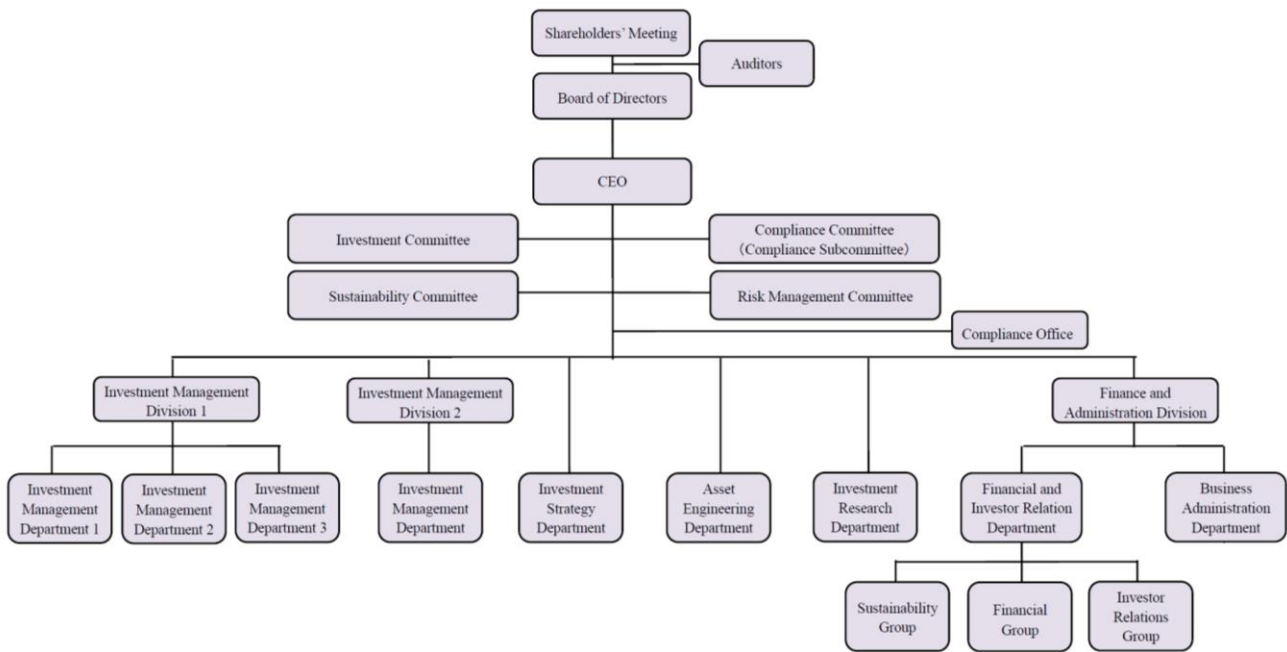 Shareholders’ Meeting
Auditors
Board of Directors
CEO
Investment Committee
Compliance Committee
（Compliance Subcommittee）
Sustainability Committee
Risk Management Committee
Compliance Office
Investment Management
Division 1
Investment Management
Division 2
Finance and
Administration Division
Investment
Management
Department 1
Investment
Management
Department 2
Investment
Management
Department 3
Investment
Management
Department
Investment
Strategy
Department
Asset
Engineering
Department
Investment
Research
Department
Financial and
Investor Relation
Department
Business
Administration
Department
Sustainability
Group
Financial
Group
Investor
Relations
Group